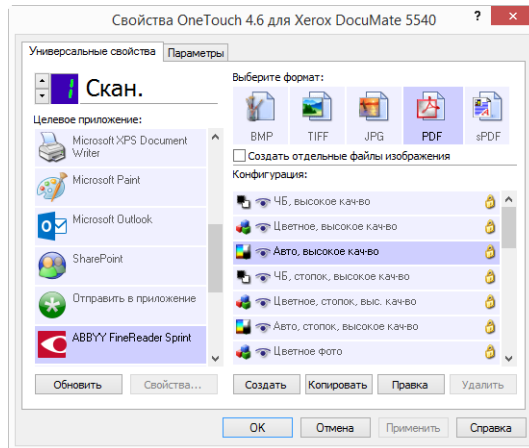 Свойства OneTouch 4.6 для Xerox DocuMate 5540
Универсальные свойства
Параметры
1 Скан.
Целевое приложение:
Microsoft XPS Document
Writer
Microsoft Paint
Microsoft Outlook
SharePoint
Отправить в приложение
ABBYY FineReader Sprint
Обновить
Свойства...
Выберите формат:
BMP
TIFF
JPG
PDF
sPDF
Создать отдельные файлы изображения
Конфигурация:
ЧБ, высокое кач-во
Цветное, высокое кач-во
Авто, высокое кач-во
ЧБ, стопок, высокое кач-во
Цветное, стопок, выс. кач-во
Авто, стопок, высокое кач-во
Цветное фото
Создать
Копировать
Правка
Удалить
OK
Отмена
Применить
Справка